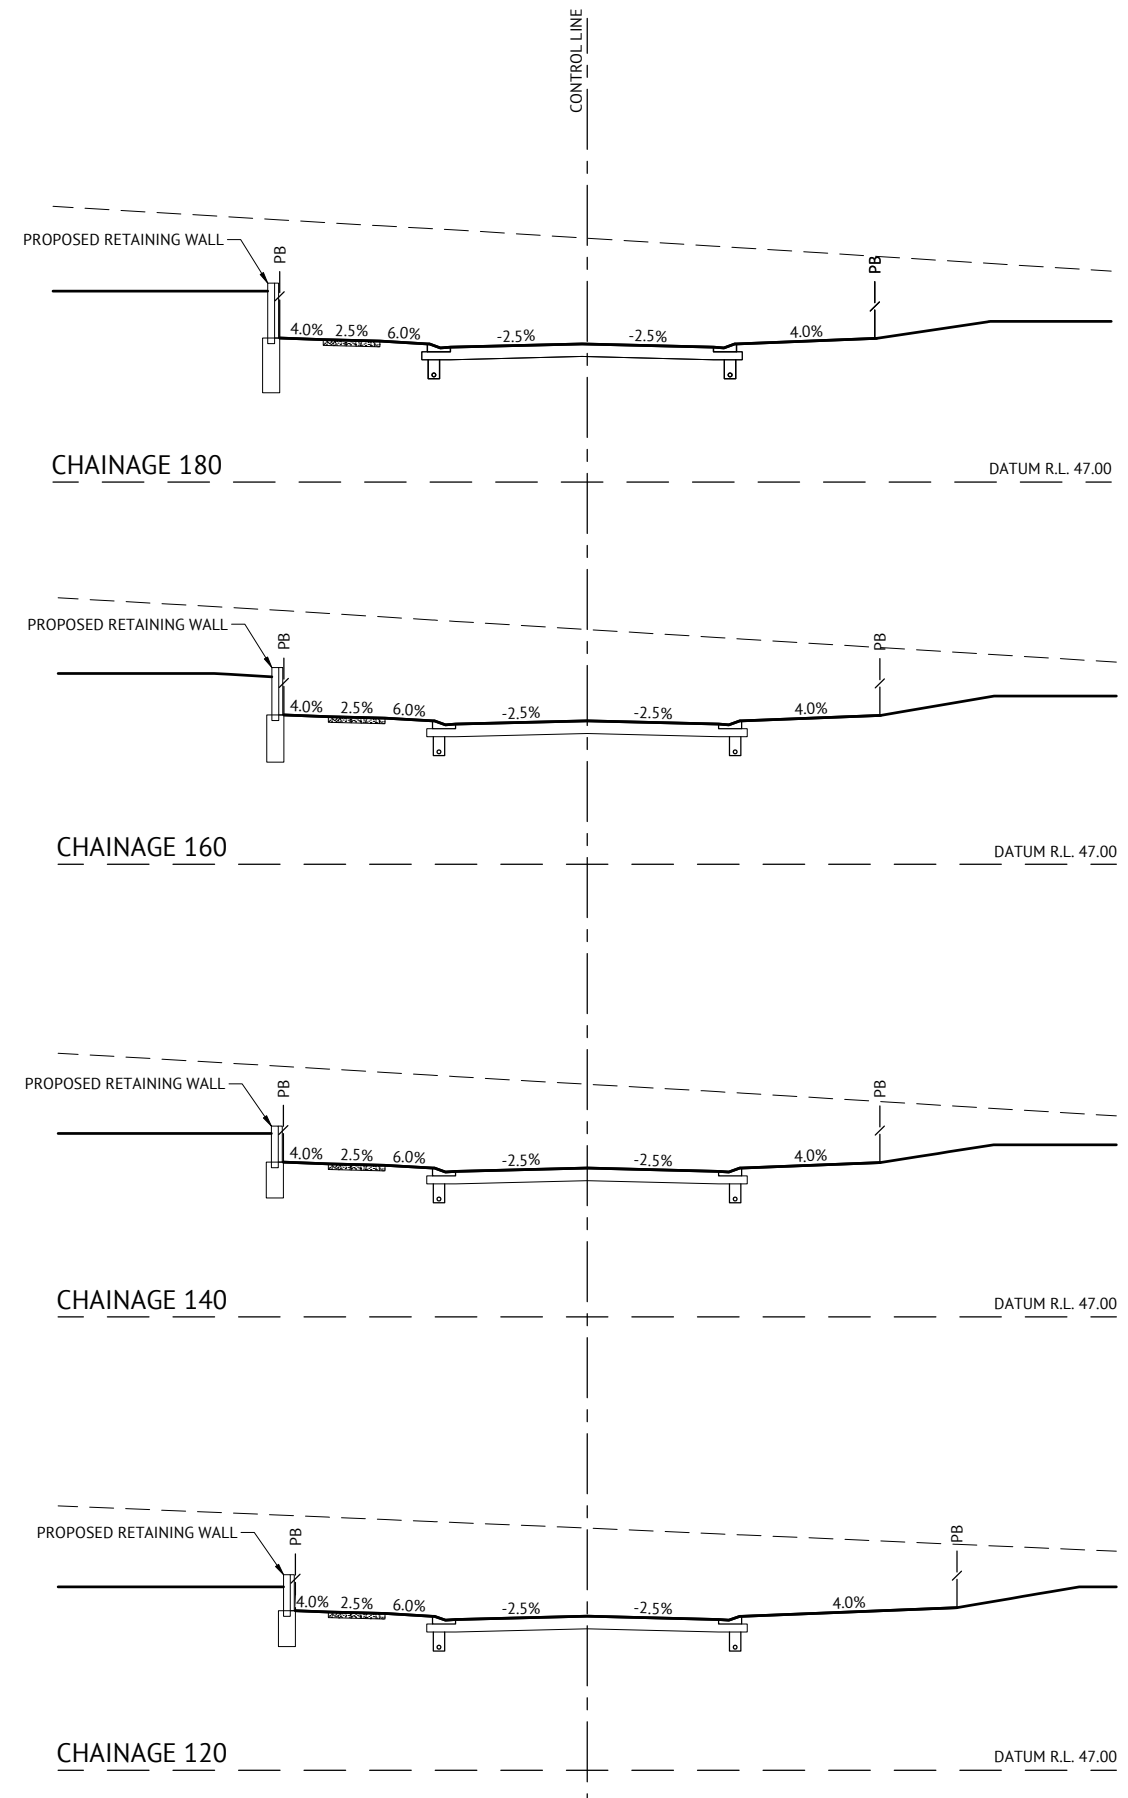 CONTROL LINE
PROPOSED RETAINING WALL
PB
PB
4.0% 2.5% 6.0% -2.5% -2.5% 4.0%
CHAINAGE 180
DATUM R.L. 47.00
PROPOSED RETAINING WALL
PB
PB
4.0% 2.5% 6.0% -2.5% -2.5% 4.0%
CHAINAGE 160
DATUM R.L. 47.00
PROPOSED RETAINING WALL
PB
PB
4.0% 2.5% 6.0% -2.5% -2.5% 4.0%
CHAINAGE 140
DATUM R.L. 47.00
PROPOSED RETAINING WALL
PB
PB
4.0% 2.5% 6.0% -2.5% -2.5% 4.0%
CHAINAGE 120
DATUM R.L. 47.00